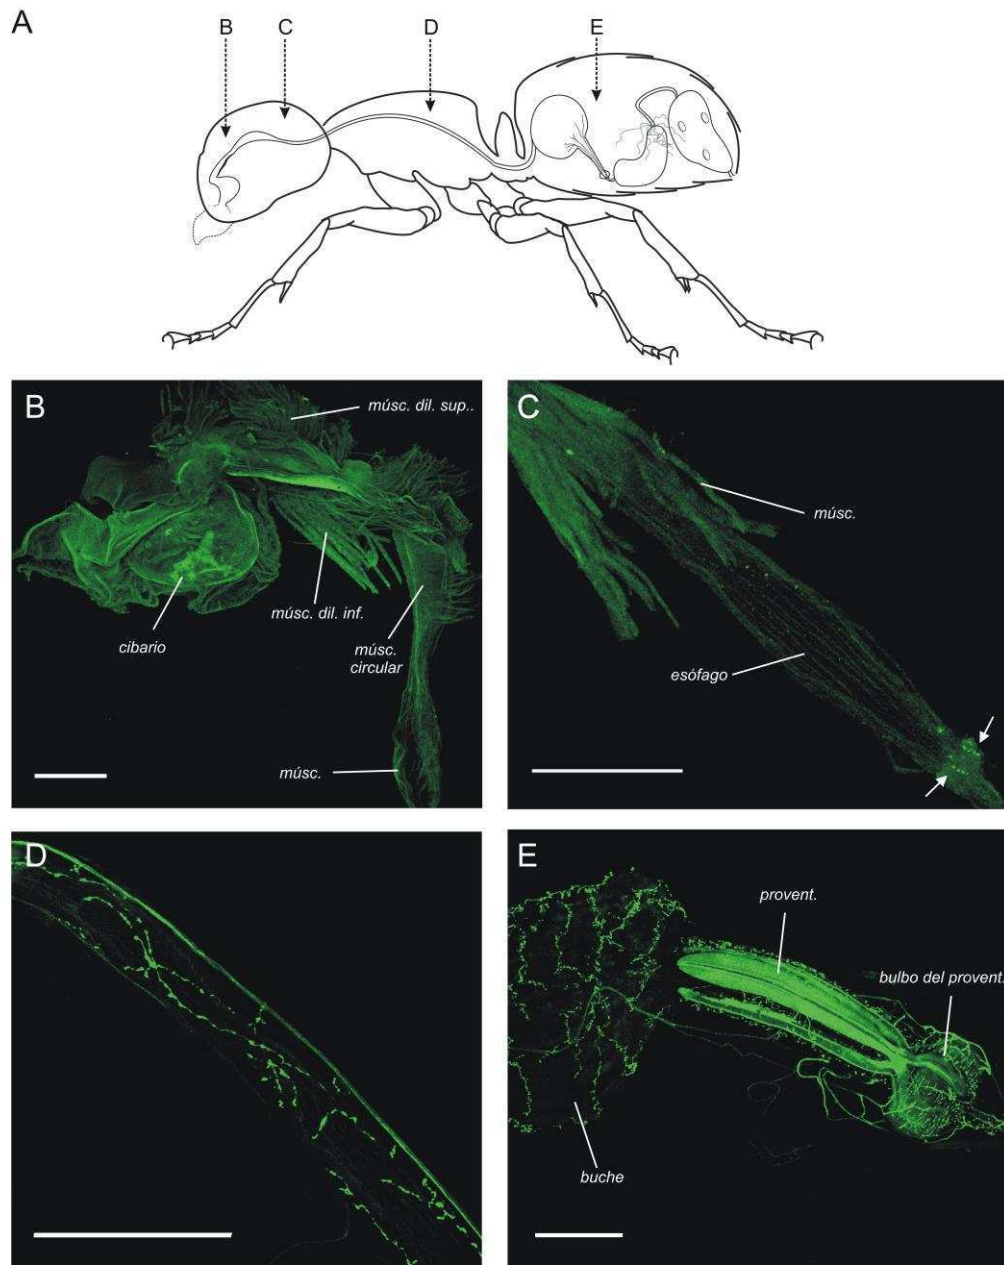 A
B
C
D
E
B
músc. dil. sup..
músc. dil. inf.
cibario
músc.
circular
músc.
C
músc.
esófago
D
E
provent.
bulbo del provent.
buche